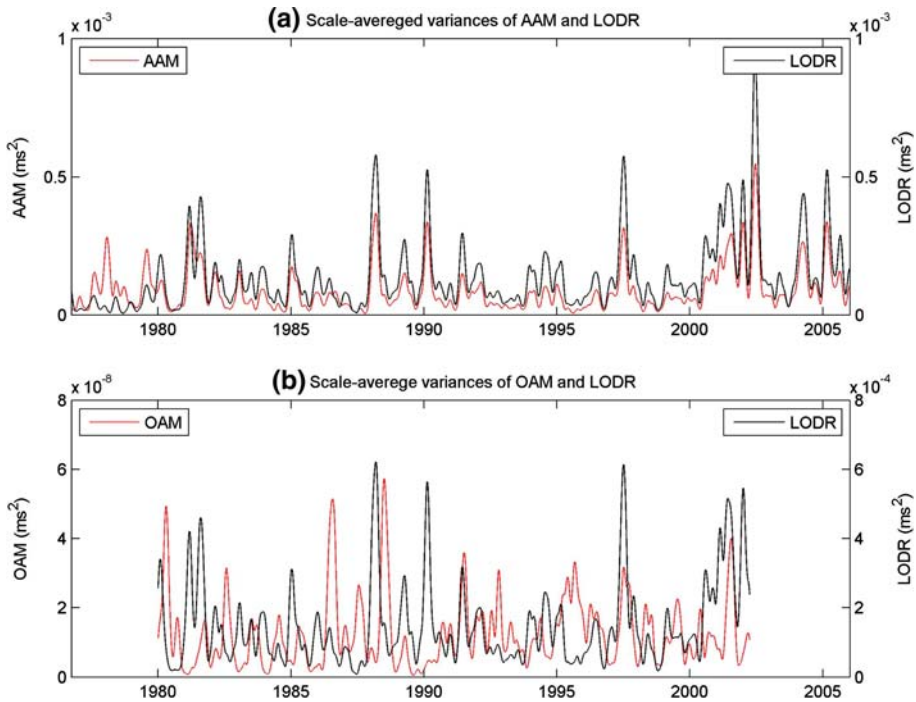 (a) Scale-avereged variances of AAM and LODR
x 10⁻³
x 10⁻³
1
1
AAM
LODR
AAM (ms²)
LODR (ms²)
0.5
0.5
0
0
1980 1985 1990 1995 2000 2005
(b) Scale-averege variances of OAM and LODR
x 10⁻⁸
x 10⁻⁴
8
8
OAM
LODR
6
6
OAM (ms²)
LODR (ms²)
4
4
2
2
0
0
1980 1985 1990 1995 2000 2005